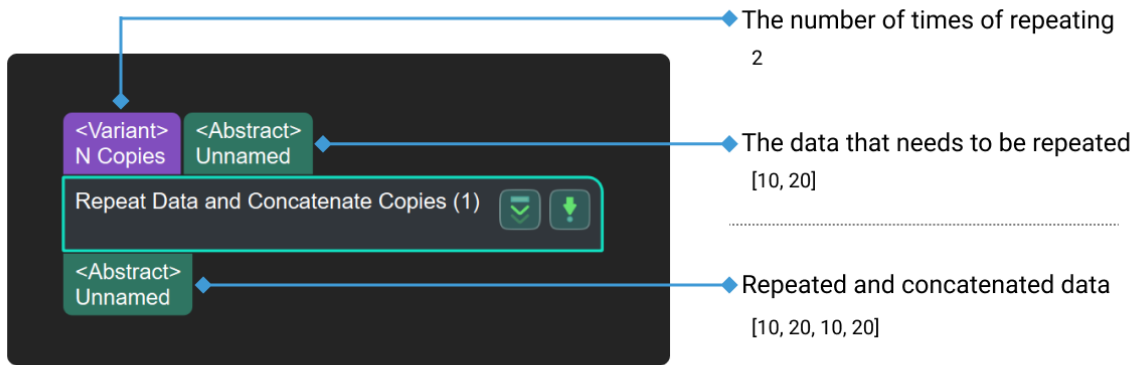 The number of times of repeating
2
<Variant>
N Copies
<Abstract>
Unnamed
The data that needs to be repeated
[10, 20]
Repeat Data and Concatenate Copies (1)
<Abstract>
Unnamed
Repeated and concatenated data
[10, 20, 10, 20]